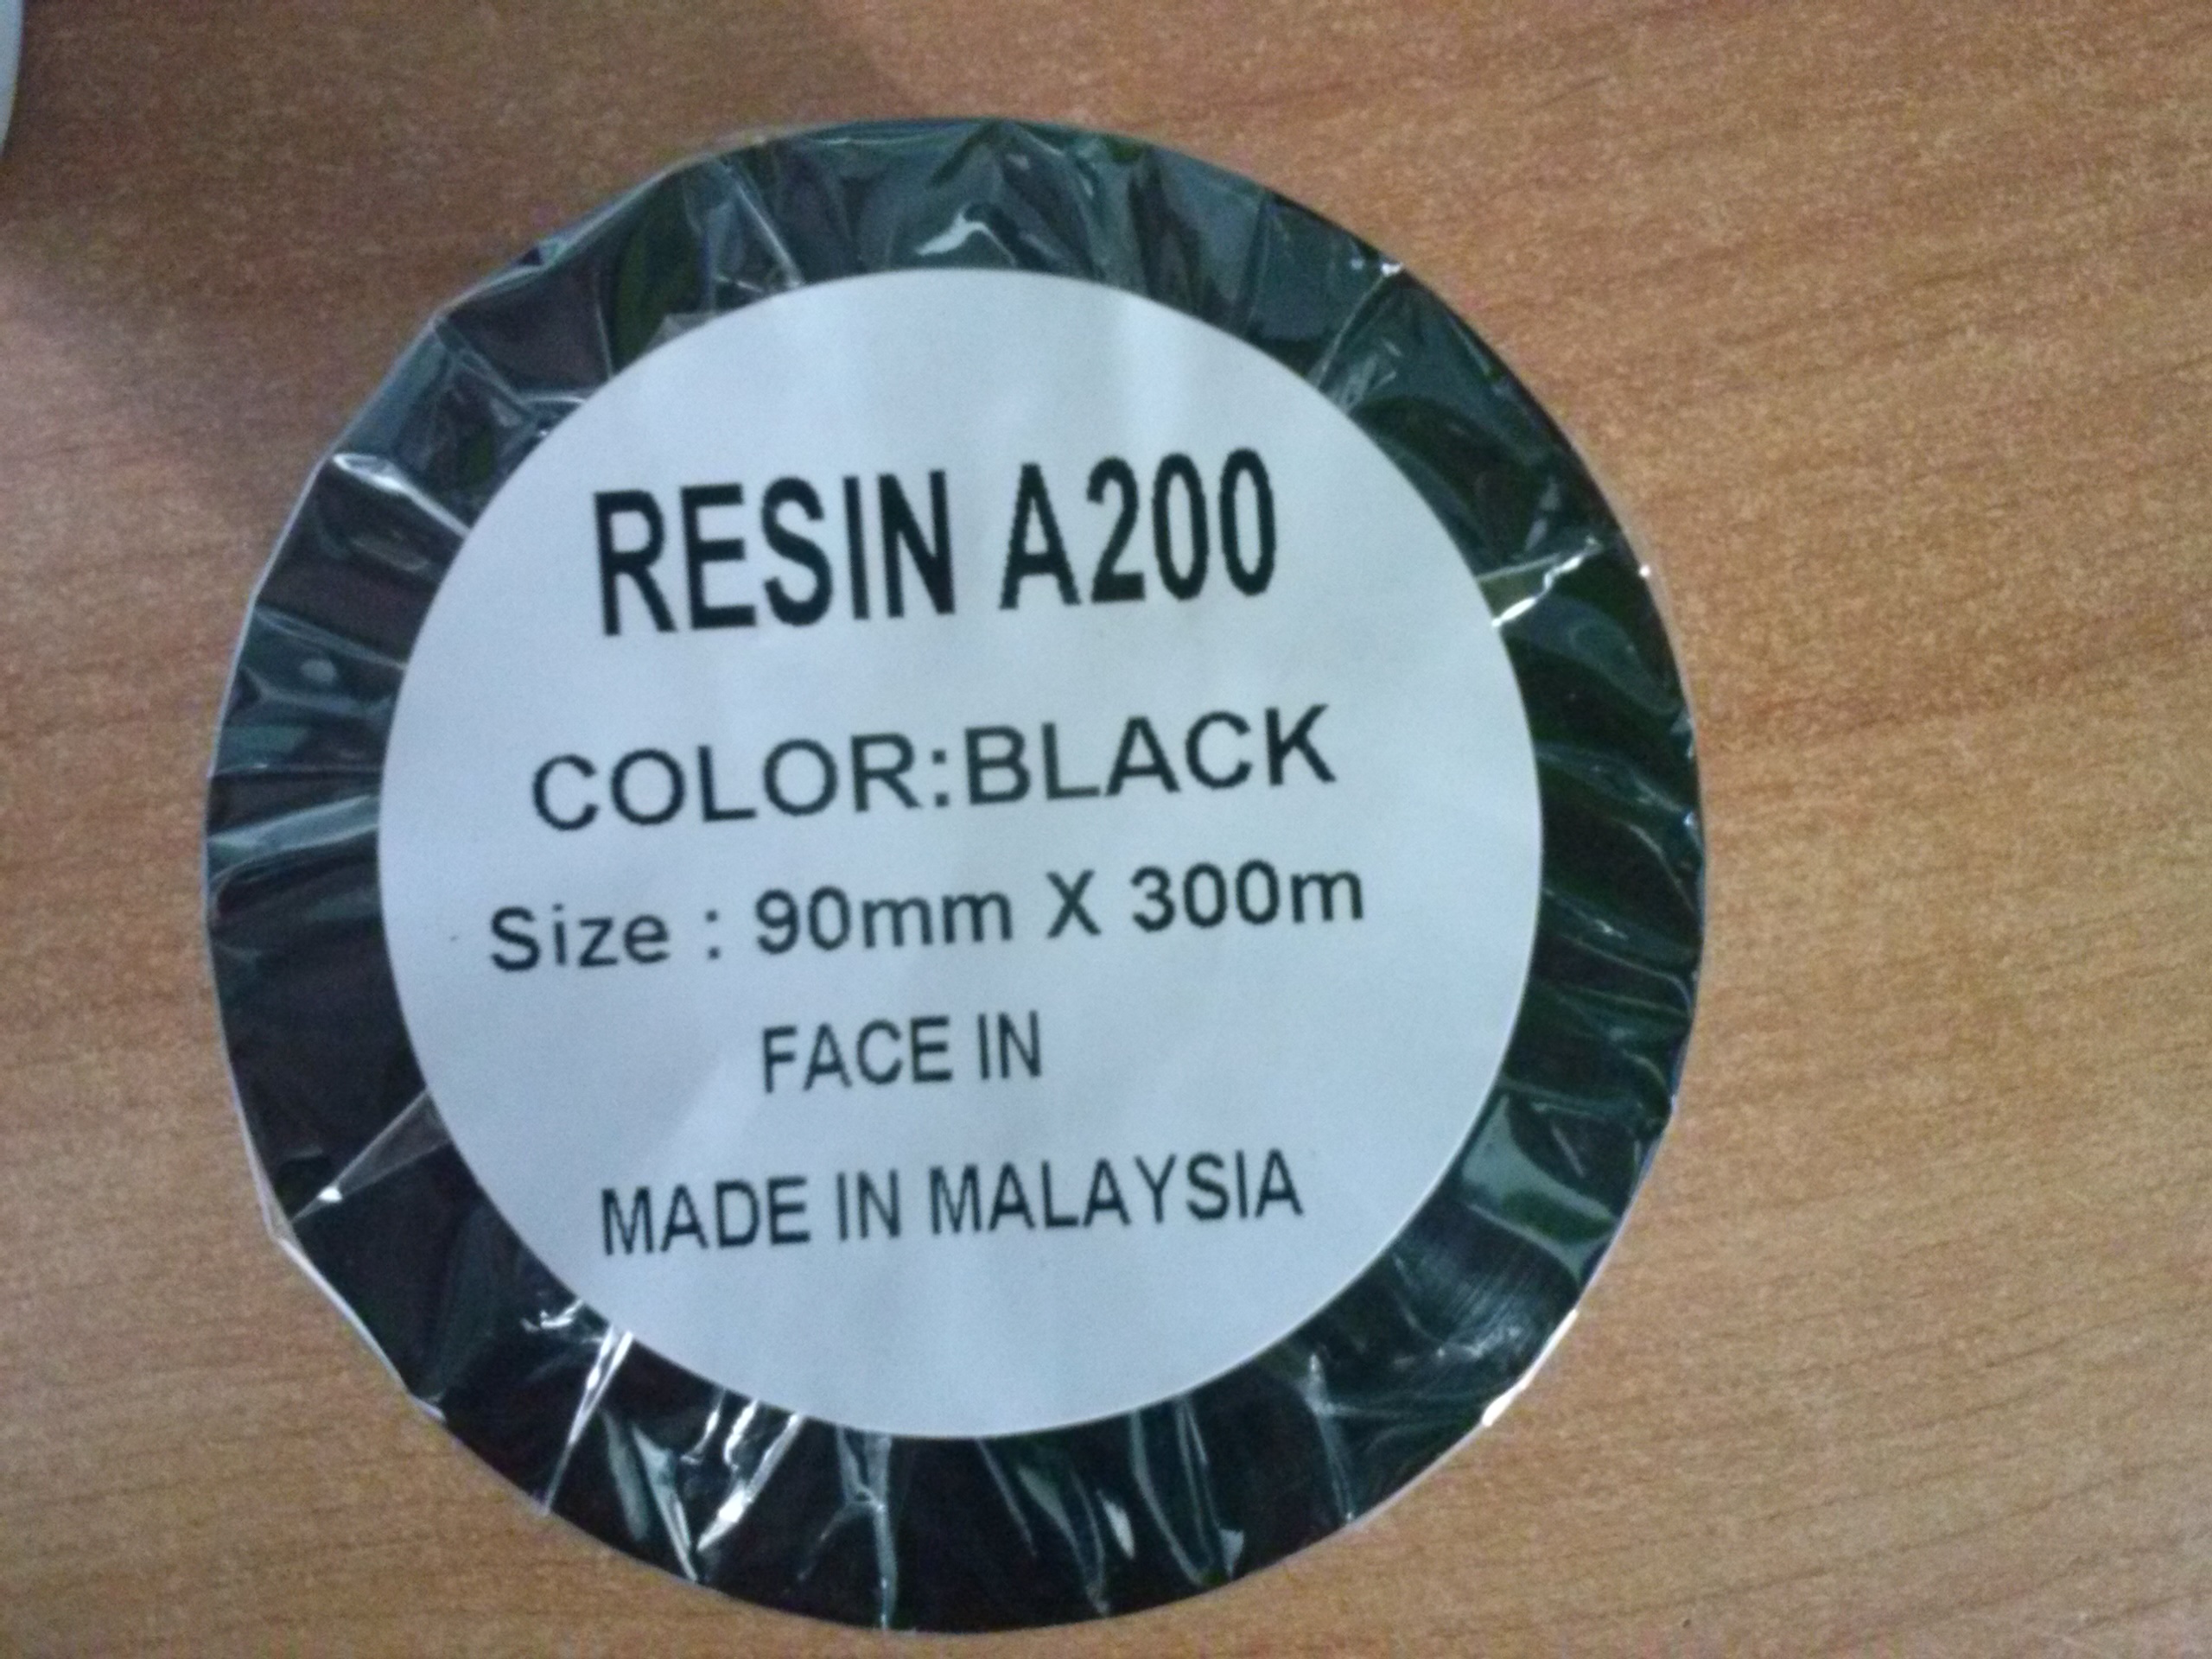 RESIN A200
COLOR:BLACK
Size : 90mm X 300m
FACE IN
MADE IN MALAYSIA